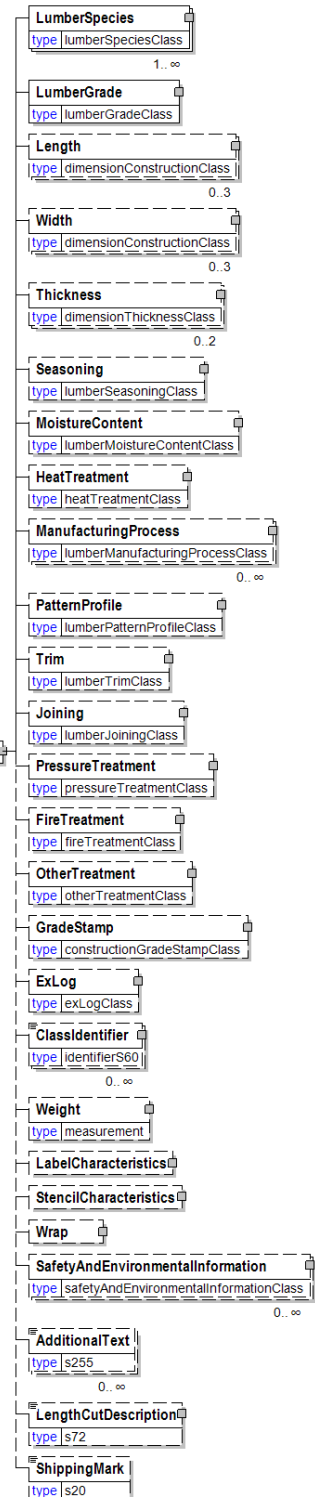 LumberSpecies
type lumberSpeciesClass
1.. ∞
LumberGrade
type lumberGradeClass
Length
type dimensionConstructionClass
0..3
Width
type dimensionConstructionClass
0..3
Thickness
type dimensionThicknessClass
0..2
Seasoning
type lumberSeasoningClass
MoistureContent
type lumberMoistureContentClass
HeatTreatment
type heatTreatmentClass
ManufacturingProcess
type lumberManufacturingProcessClass
0.. ∞
PatternProfile
type lumberPatternProfileClass
Trim
type lumberTrimClass
Joining
type lumberJoiningClass
PressureTreatment
type pressureTreatmentClass
FireTreatment
type fireTreatmentClass
OtherTreatment
type otherTreatmentClass
GradeStamp
type constructionGradeStampClass
ExLog
type exLogClass
ClassIdentifier
type identifierS60
0.. ∞
Weight
type measurement
LabelCharacteristics
StencilCharacteristics
Wrap
SafetyAndEnvironmentalInformation
type safetyAndEnvironmentalInformationClass
0.. ∞
AdditionalText
type s255
0.. ∞
LengthCutDescription
type s72
ShippingMark
type s20